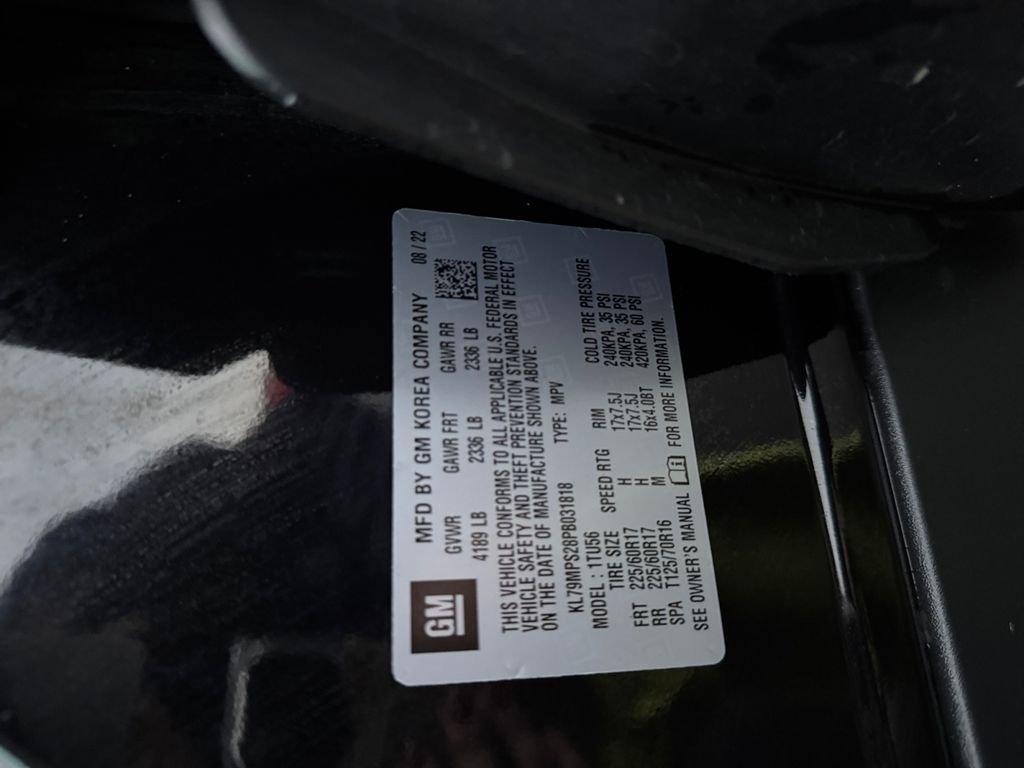 GM
MFD BY GM KOREA COMPANY 08 / 22
GVWR GAWR FRT GAWR RR
4189 LB 2336 LB 2336 LB
THIS VEHICLE CONFORMS TO ALL APPLICABLE U.S. FEDERAL MOTOR
VEHICLE SAFETY AND THEFT PREVENTION STANDARDS IN EFFECT
ON THE DATE OF MANUFACTURE SHOWN ABOVE.
KL79MPS28PB031818 TYPE: MPV
MODEL : 1TU56
TIRE SIZE SPEED RTG RIM COLD TIRE PRESSURE
FRT 225/60R17 H 17x7.5J 240KPA, 35 PSI
RR 225/60R17 H 17x7.5J 240KPA, 35 PSI
SPA T125/70R16 M 16x4.0BT 420KPA, 60 PSI
SEE OWNER'S MANUAL FOR MORE INFORMATION.